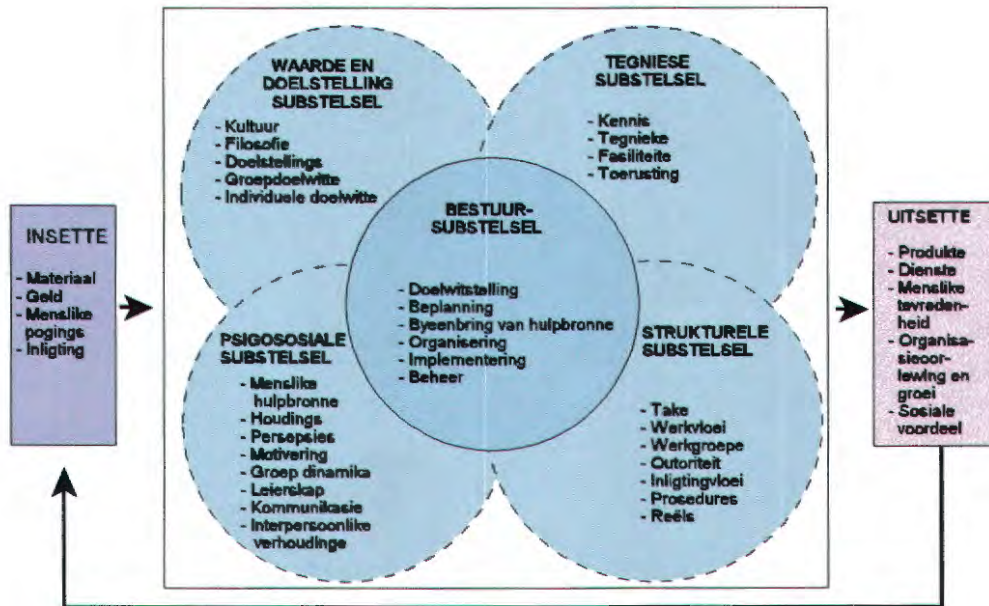 INSETTE
- Materiaal
- Geld
- Menslike
pogings
- Inligting
WAARDE EN
DOELSTELLING
SUBSTELSEL
- Kultuur
- Filosofie
- Doelstellings
- Groepdoelwitte
- Individuele doelwitte
TEGNIESE
SUBSTELSEL
- Kennis
- Tegnieke
- Fasiliteite
- Toerusting
BESTUUR-
SUBSTELSEL
- Doelwitstelling
- Beplanning
- Byeenbring van hulpbronne
- Organisering
- Implementering
- Beheer
PSIGOSOSIALE
SUBSTELSEL
- Menslike
hulpbronne
- Houdings
- Persepsies
- Motivering
- Groep dinamika
- Leierskap
- Kommunikasie
- Interpersoonlike
verhoudinge
STRUKTURELE
SUBSTELSEL
- Take
- Werkvloei
- Werkgroepe
- Outoriteit
- Inligtingvloei
- Prosedures
- Reëls
UITSETTE
- Produkte
- Dienste
- Menslike
tevreden-
heid
- Organisa-
sieoor-
lewing en
groei
- Sosiale
voordeel